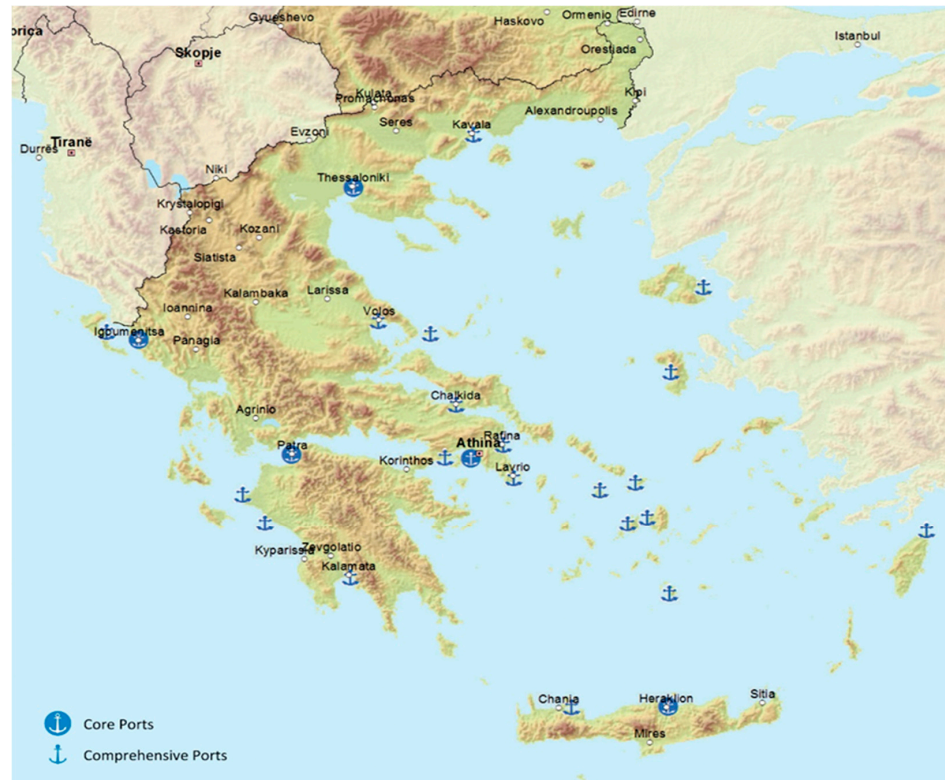 Gyueshevo
Haskovo
Ormenio
Edirne
orica
Skopje
Orestiada
Istanbul
Kulata
Promachonas
Kipi
Seres
Kavala
Alexandroupolis
Evzoni
Tiranë
Durrës
Niki
Thessaloniki
Krystalopigi
Kastoria
Kozani
Siatista
Kalambaka
Larissa
Ioannina
Volos
Igoumenitsa
Panagia
Chalkida
Agrinio
Patra
Athina
Rafina
Korinthos
Lavrio
Kyparissia
Zevgolatio
Kalamata
Chania
Heraklion
Sitia
Mires
Core Ports
Comprehensive Ports